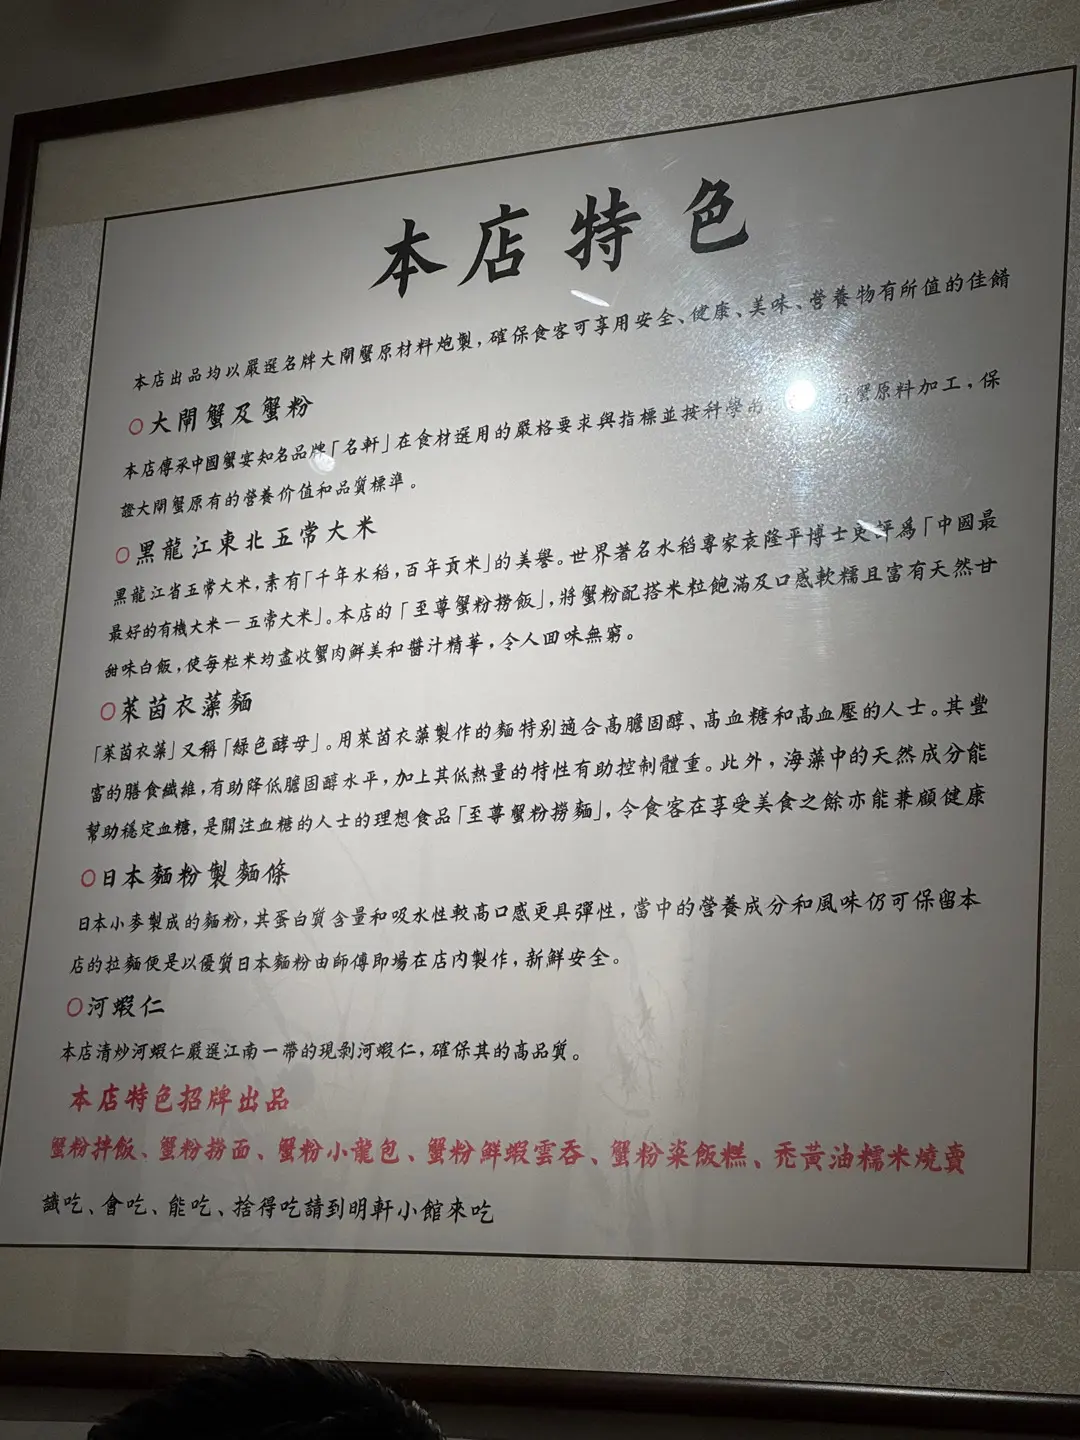 本店特色
本店出品均以嚴選名牌大閘蟹原材料炮製，確保食客可享用安全、健康、美味、營養物有所值的佳餚
○大閘蟹及蟹粉
本店傳承中國蟹宴知名品牌「名軒」在食材選用的嚴格要求與指標並按科學的 蟹原料加工，保
證大閘蟹原有的營養价值和品質標準。
○黑龍江東北五常大米
黑龍江省五常大米，素有「千年水稻，百年貢米」的美譽。世界著名水稻專家袁隆平博士更評為「中國最
最好的有機大米—五常大米」。本店的「至尊蟹粉撈飯」，將蟹粉配搭米粒飽滿及口感軟糯且富有天然甘
甜味白飯，使每粒米均盡收蟹肉鮮美和醬汁精華，令人回味無窮。
○萊茵衣藻麵
「萊茵衣藻」又稱「綠色酵母」。用萊茵衣藻製作的麵特別適合高膽固醇、高血糖和高血壓的人士。其豐
富的膳食纖維，有助降低膽固醇水平，加上其低熱量的特性有助控制體重。此外，海藻中的天然成分能
幫助穩定血糖，是關注血糖的人士的理想食品「至尊蟹粉撈麵」，令食客在享受美食之餘亦能兼顧健康
○日本麵粉製麵條
日本小麥製成的麵粉，其蛋白質含量和吸水性較高口感更具彈性，當中的營養成分和風味仍可保留本
店的拉麵便是以優質日本麵粉由師傅即場在店內製作，新鮮安全。
○河蝦仁
本店清炒河蝦仁嚴選江南一帶的現剝河蝦仁，確保其的高品質。
本店特色招牌出品
蟹粉拌飯、蟹粉撈面、蟹粉小龍包、蟹粉鮮蝦雲吞、蟹粉粢飯糕、禿黃油糯米燒賣
識吃、會吃、能吃、捨得吃請到明軒小館來吃